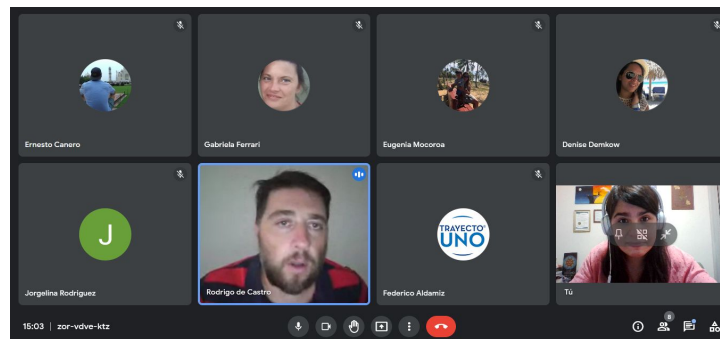 Ernesto Canero
Gabriela Ferrari
Eugenia Mocoroa
Denise Demkow
J
TRAYECTO®
UNO
Jorgelina Rodriguez
Rodrigo de Castro
Federico Aldamiz
Tú
15:03 | zor-vdve-ktz
8